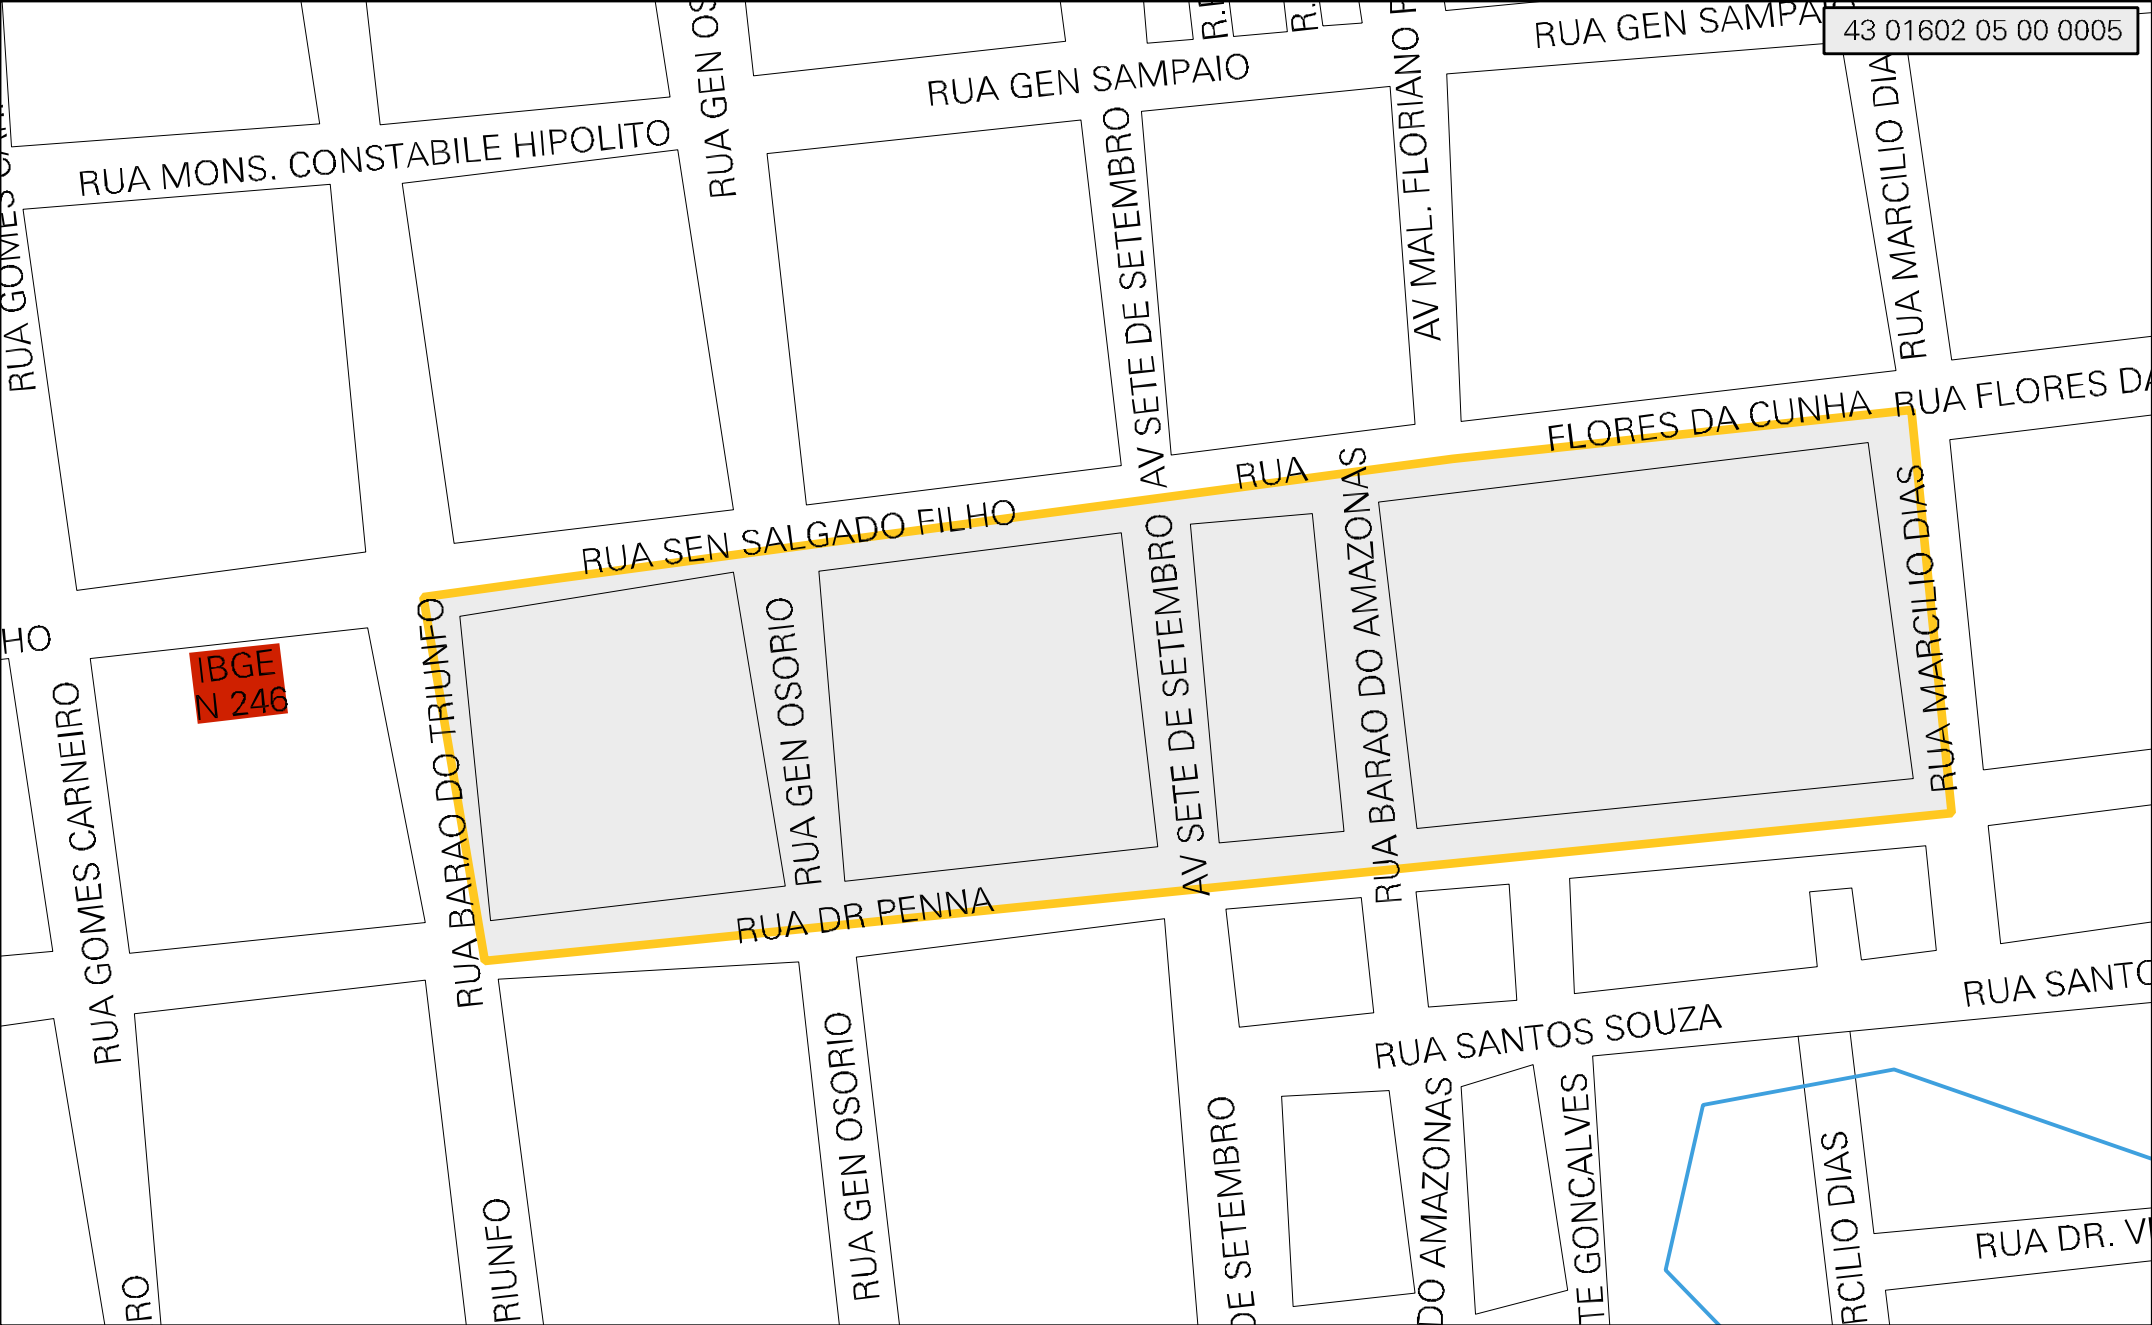 RUA GEN SAMPAIO
43 01602 05 00 0005
RUA GEN SAMPAIO
RUA MONS. CONSTABILE HIPOLITO
RUA GEN
AV SETE DE SETEMBRO
AV MAL. FLORIANO
RUA MARCILIO DIA
RUA GOMES
RUA FLORES DA
FLORES DA CUNHA
RUA
RUA SEN SALGADO FILHO
HO
IBGE
N 246
RUA GOMES CARNEIRO
RUA BARAO DO TRIUNFO
RUA GEN OSORIO
AV SETE DE SETEMBRO
RUA BARAO DO AMAZONAS
RUA MARCILIO DIAS
RUA DR PENNA
RUA SANTO
RUA SANTOS SOUZA
RO
RIUNFO
RUA GEN OSORIO
DE SETEMBRO
DO AMAZONAS
TE GONCALVES
RCILIO DIAS
RUA DR. VI